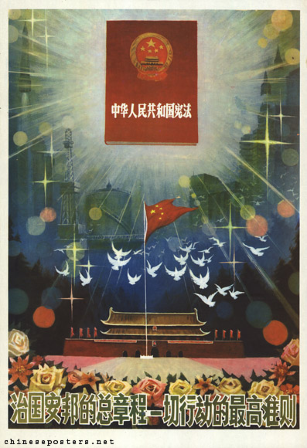 中华人民共和国宪法
治国安邦的总章程一切行动的最高准则
chineseposters.net